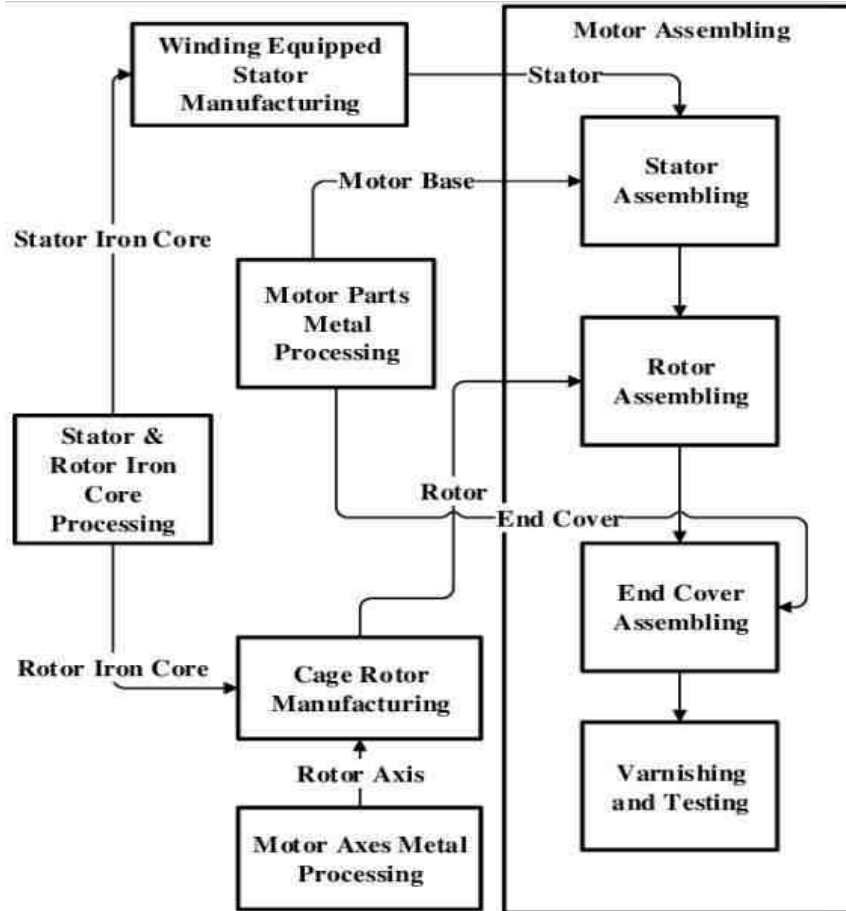 Winding Equipped
Stator
Manufacturing
Motor Assembling
Stator
Stator
Assembling
Motor Base
Stator Iron Core
Motor Parts
Metal
Processing
Rotor
Assembling
Stator &
Rotor Iron
Core
Processing
Rotor
End Cover
End Cover
Assembling
Rotor Iron Core
Cage Rotor
Manufacturing
Rotor Axis
Varnishing
and Testing
Motor Axes Metal
Processing